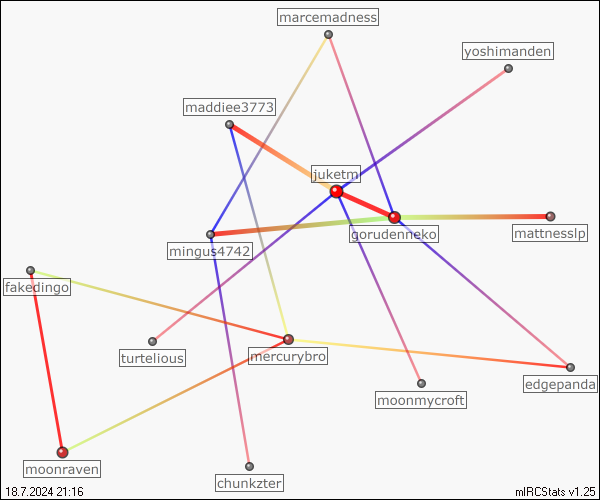 marcemadness
yoshimanden
maddiee3773
juketm
gorudenneko
mattnesslp
mingus4742
fakedingo
turtelious
mercurybro
edgepanda
moonmycroft
moonraven
chunkzter
18.7.2024 21:16
mIRCStats v1.25